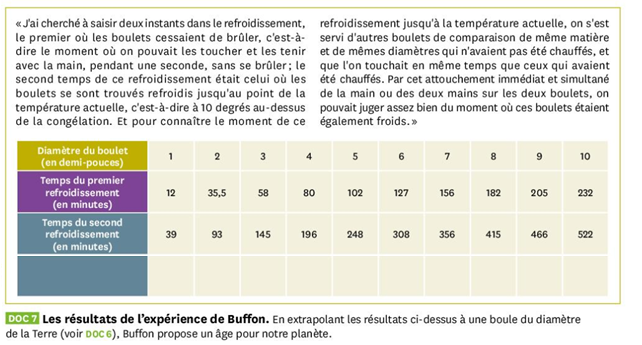 « J'ai cherché à saisir deux instants dans le refroidissement,
le premier où les boulets cessaient de brûler, c'est-à-
dire le moment où on pouvait les toucher et les tenir
avec la main, pendant une seconde, sans se brûler ; le
second temps de ce refroidissement était celui où les
boulets se sont trouvés refroidis jusqu'au point de la
température actuelle, c'est-à-dire à 10 degrés au-dessus
de la congélation. Et pour connaître le moment de ce
refroidissement jusqu'à la température actuelle, on s'est
servi d'autres boulets de comparaison de même matière
et de mêmes diamètres qui n'avaient pas été chauffés, et
que l'on touchait en même temps que ceux qui avaient
été chauffés. Par cet attouchement immédiat et simultané
de la main ou des deux mains sur les deux boulets, on
pouvait juger assez bien du moment où ces boulets étaient
également froids. »
Diamètre du boulet
(en demi-pouces)
1 2 3 4 5 6 7 8 9 10
Temps du premier
refroidissement
(en minutes)
12 35,5 58 80 102 127 156 182 205 232
Temps du second
refroidissement
(en minutes)
39 93 145 196 248 308 356 415 466 522
DOC 7 Les résultats de l'expérience de Buffon. En extrapolant les résultats ci-dessus à une boule du diamètre
de la Terre (voir DOC 6), Buffon propose un âge pour notre planète.